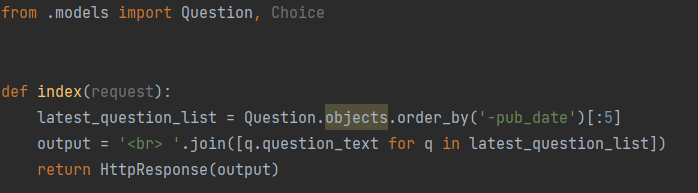 from .models import Question, Choice
def index(request):
    latest_question_list = Question.objects.order_by('-pub_date')[:5]
    output = '<br> '.join([q.question_text for q in latest_question_list])
    return HttpResponse(output)